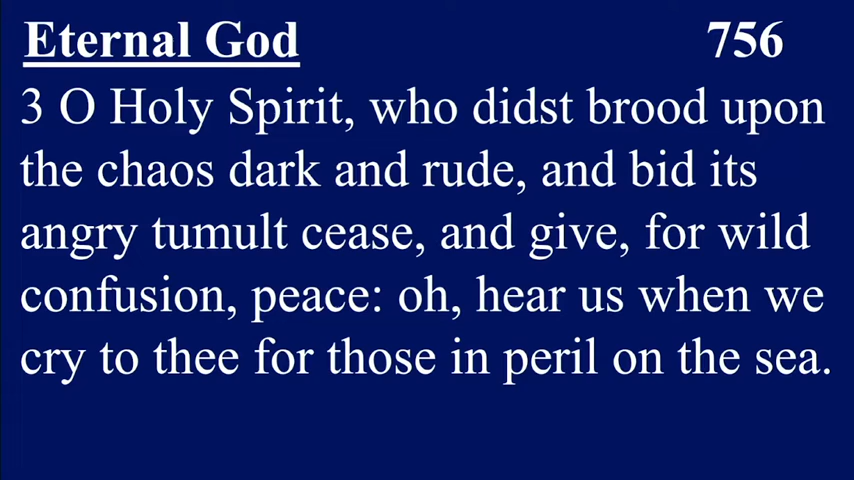 Eternal God 756
3 O Holy Spirit, who didst brood upon
the chaos dark and rude, and bid its
angry tumult cease, and give, for wild
confusion, peace: oh, hear us when we
cry to thee for those in peril on the sea.